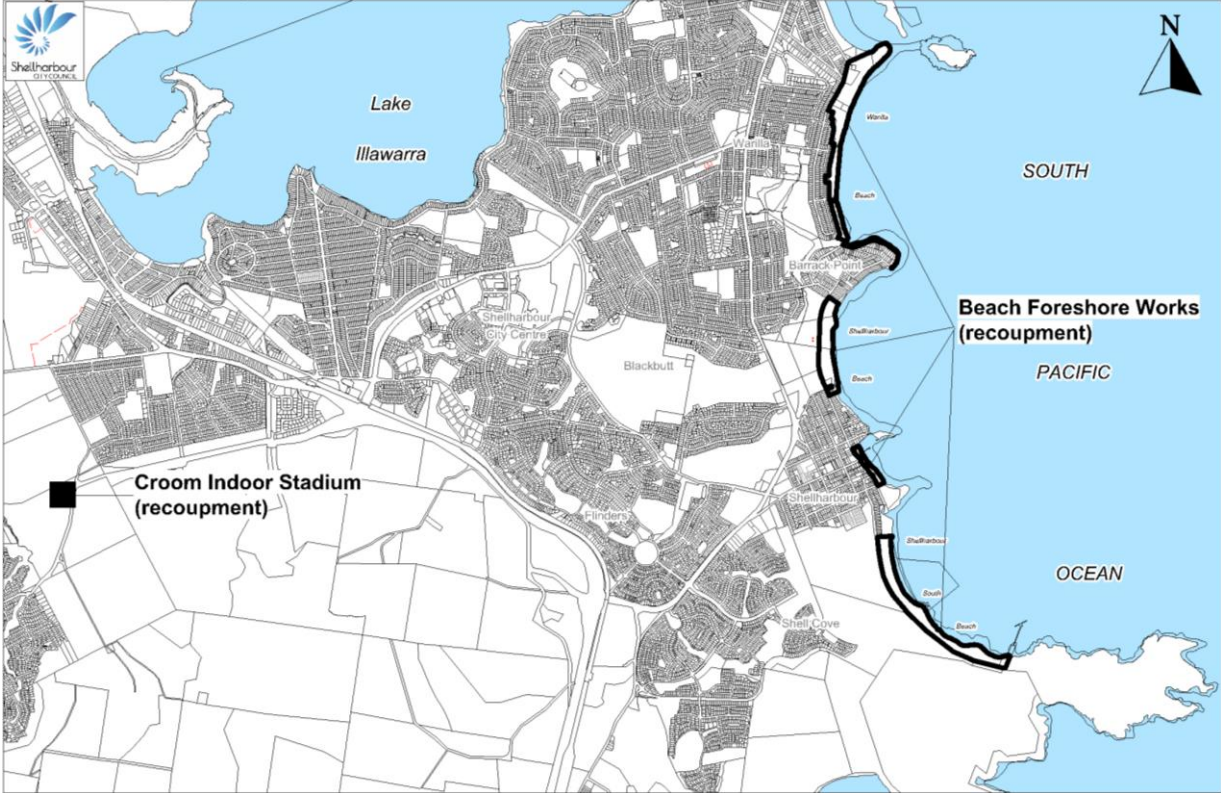 Shellharbour
CITY COUNCIL
N
Lake
Illawarra
SOUTH
PACIFIC
OCEAN
Warilla
Beach
Warilla
Barrack Point
Shellharbour
Beach
Beach Foreshore Works
(recoupment)
Shellharbour
City Centre
Blackbutt
Croom Indoor Stadium
(recoupment)
Flinders
Shellharbour
Shellharbour
South
Beach
Shell Cove